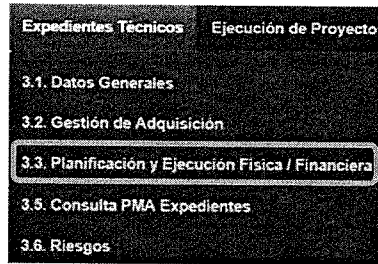 Expedientes Técnicos Ejecución de Proyecto
3.1. Datos Generales
3.2. Gestión de Adquisición
3.3. Planificación y Ejecución Física / Financiera
3.5. Consulta PMA Expedientes
3.6. Riesgos